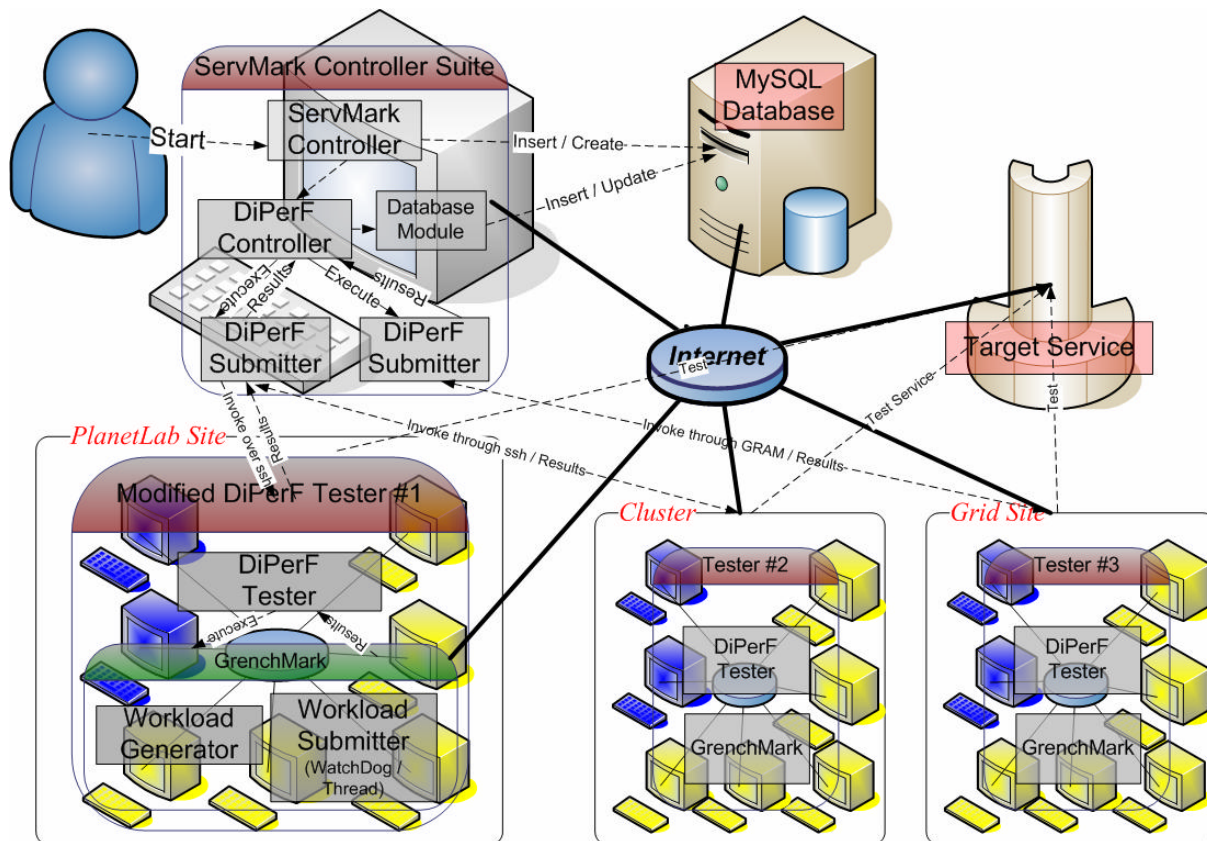 ServMark Controller Suite
ServMark
Controller
Start
Insert / Create
MySQL
Database
Insert / Update
DiPerF
Controller
Database
Module
Execute
Results
Execute
Results
DiPerF
Submitter
DiPerF
Submitter
Internet
Test
Target Service
Test Service
Test
Invoke over ssh
Results
Invoke through ssh / Results
Invoke through GRAM / Results
PlanetLab Site
Modified DiPerF Tester #1
DiPerF
Tester
Execute
Results
GrenchMark
Workload
Generator
Workload
Submitter
(WatchDog /
Thread)
Cluster
Tester #2
DiPerF
Tester
GrenchMark
Grid Site
Tester #3
DiPerF
Tester
GrenchMark